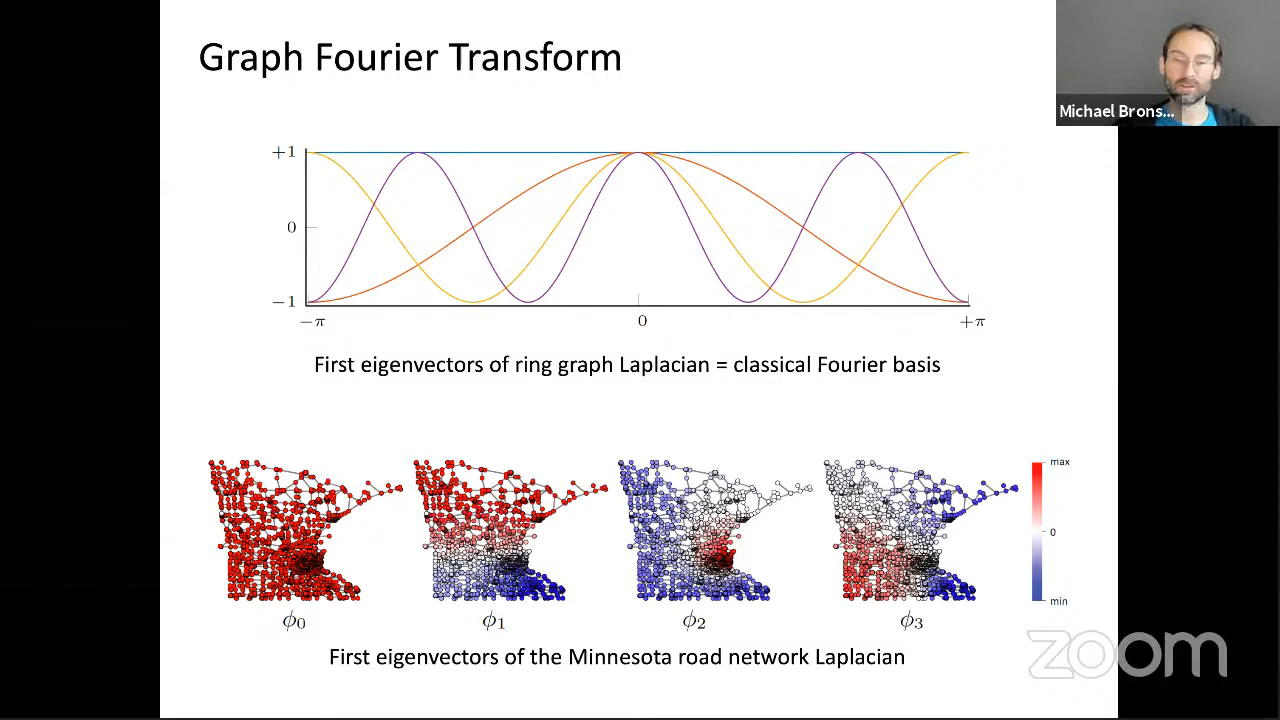 Graph Fourier Transform
Michael Brons...
+1
0
−1
−π
0
+π
First eigenvectors of ring graph Laplacian = classical Fourier basis
max
0
min
ϕ0
ϕ1
ϕ2
ϕ3
First eigenvectors of the Minnesota road network Laplacian
zoom